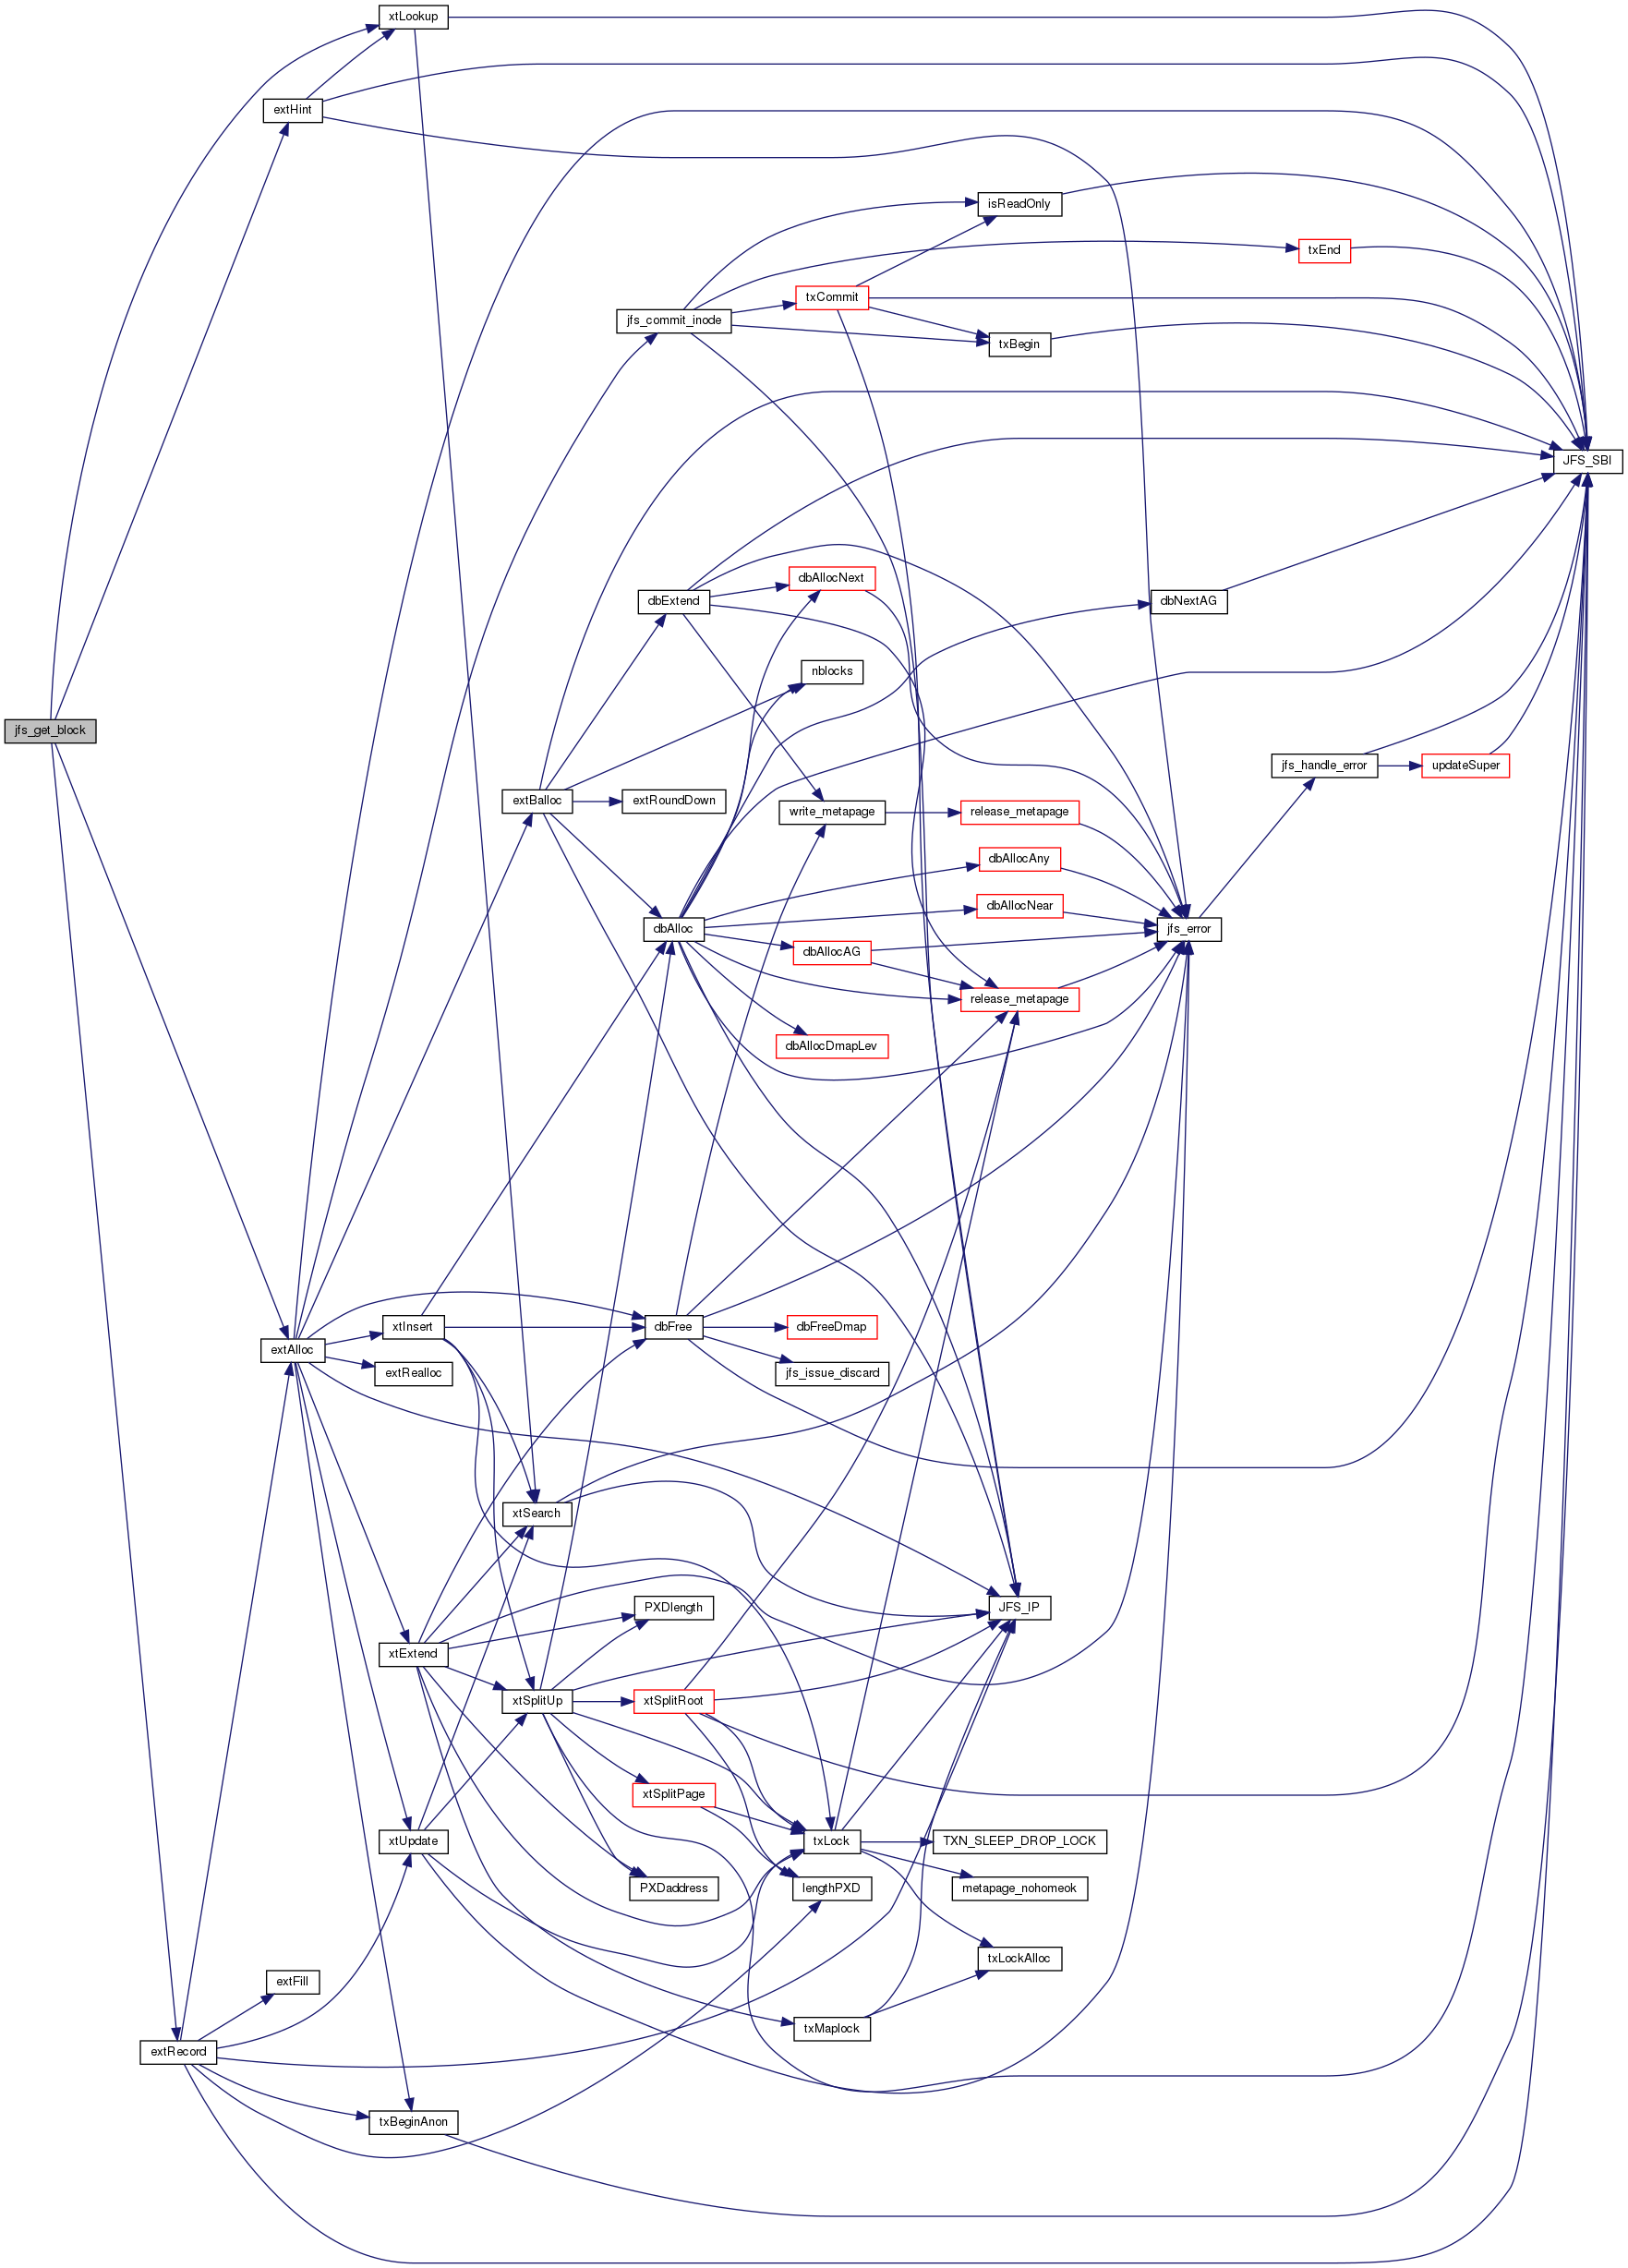 xtLookup
extHint
isReadOnly
txEnd
txCommit
jfs_commit_inode
txBegin
JFS_SBI
dbAllocNext
dbExtend
dbNextAG
nblocks
jfs_get_block
jfs_handle_error
updateSuper
extBalloc
extRoundDown
write_metapage
release_metapage
dbAllocAny
dbAllocNear
dbAlloc
jfs_error
dbAllocAG
release_metapage
dbAllocDmapLev
xtInsert
dbFree
dbFreeDmap
extAlloc
extRealloc
jfs_issue_discard
xtSearch
PXDlength
JFS_IP
xtExtend
xtSplitUp
xtSplitRoot
xtSplitPage
xtUpdate
txLock
TXN_SLEEP_DROP_LOCK
PXDaddress
lengthPXD
metapage_nohomeok
txLockAlloc
extFill
txMaplock
extRecord
txBeginAnon